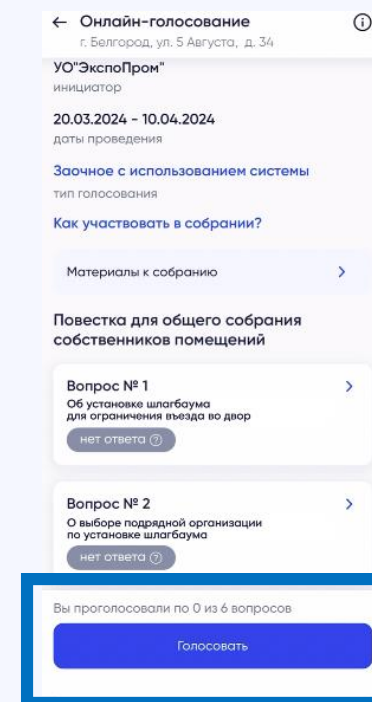 ← Онлайн-голосование
г. Белгород, ул. 5 Августа, д. 34
УО"ЭкспоПром"
инициатор
20.03.2024 - 10.04.2024
даты проведения
Заочное с использованием системы
тип голосования
Как участвовать в собрании?
Материалы к собранию
Повестка для общего собрания
собственников помещений
Вопрос № 1
Об установке шлагбаума
для ограничения въезда во двор
нет ответа ?
Вопрос № 2
О выборе подрядной организации
по установке шлагбаума
нет ответа ?
Вы проголосовали по 0 из 6 вопросов
Голосовать